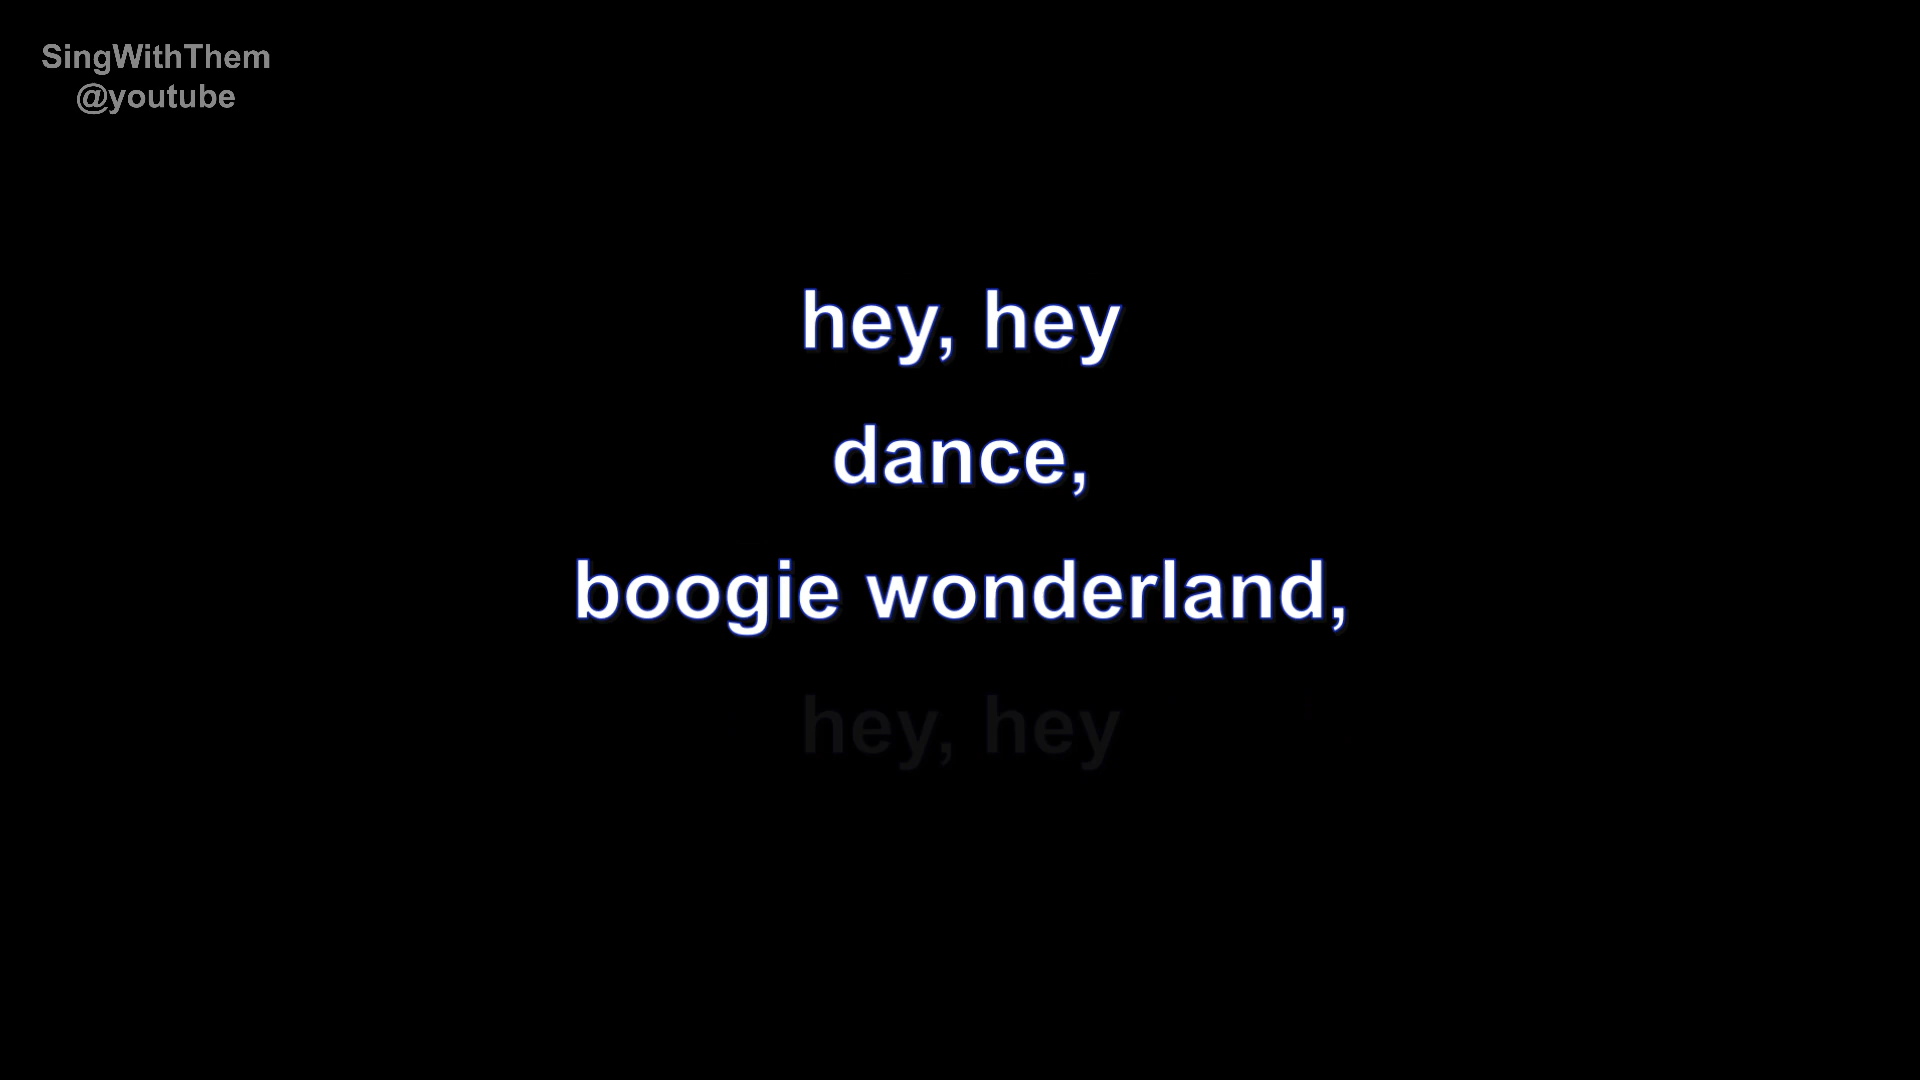 SingWithThem
@youtube
hey, hey
dance,
boogie wonderland,
hey, hey